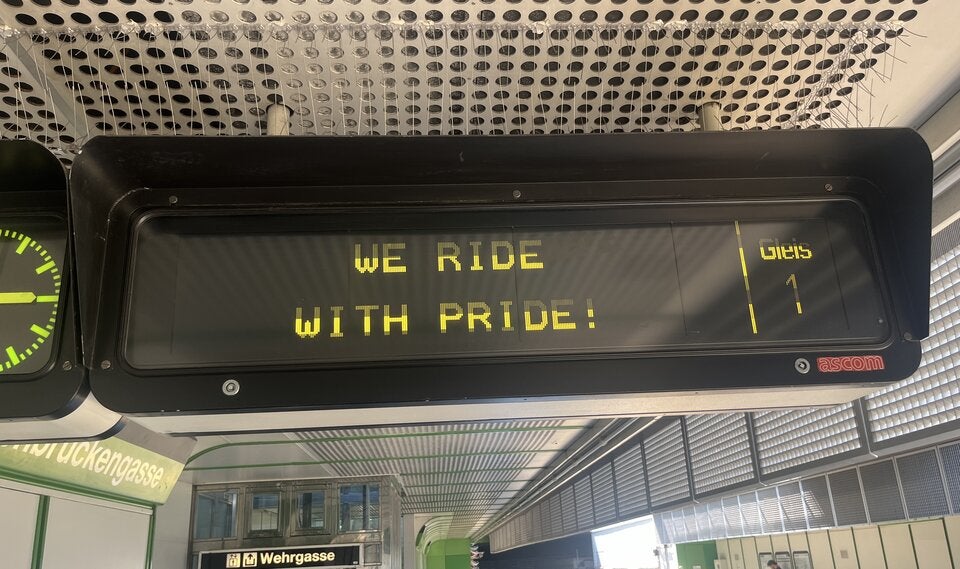 WE RIDE
WITH PRIDE!
Gleis
1
ascom
Wehrgasse